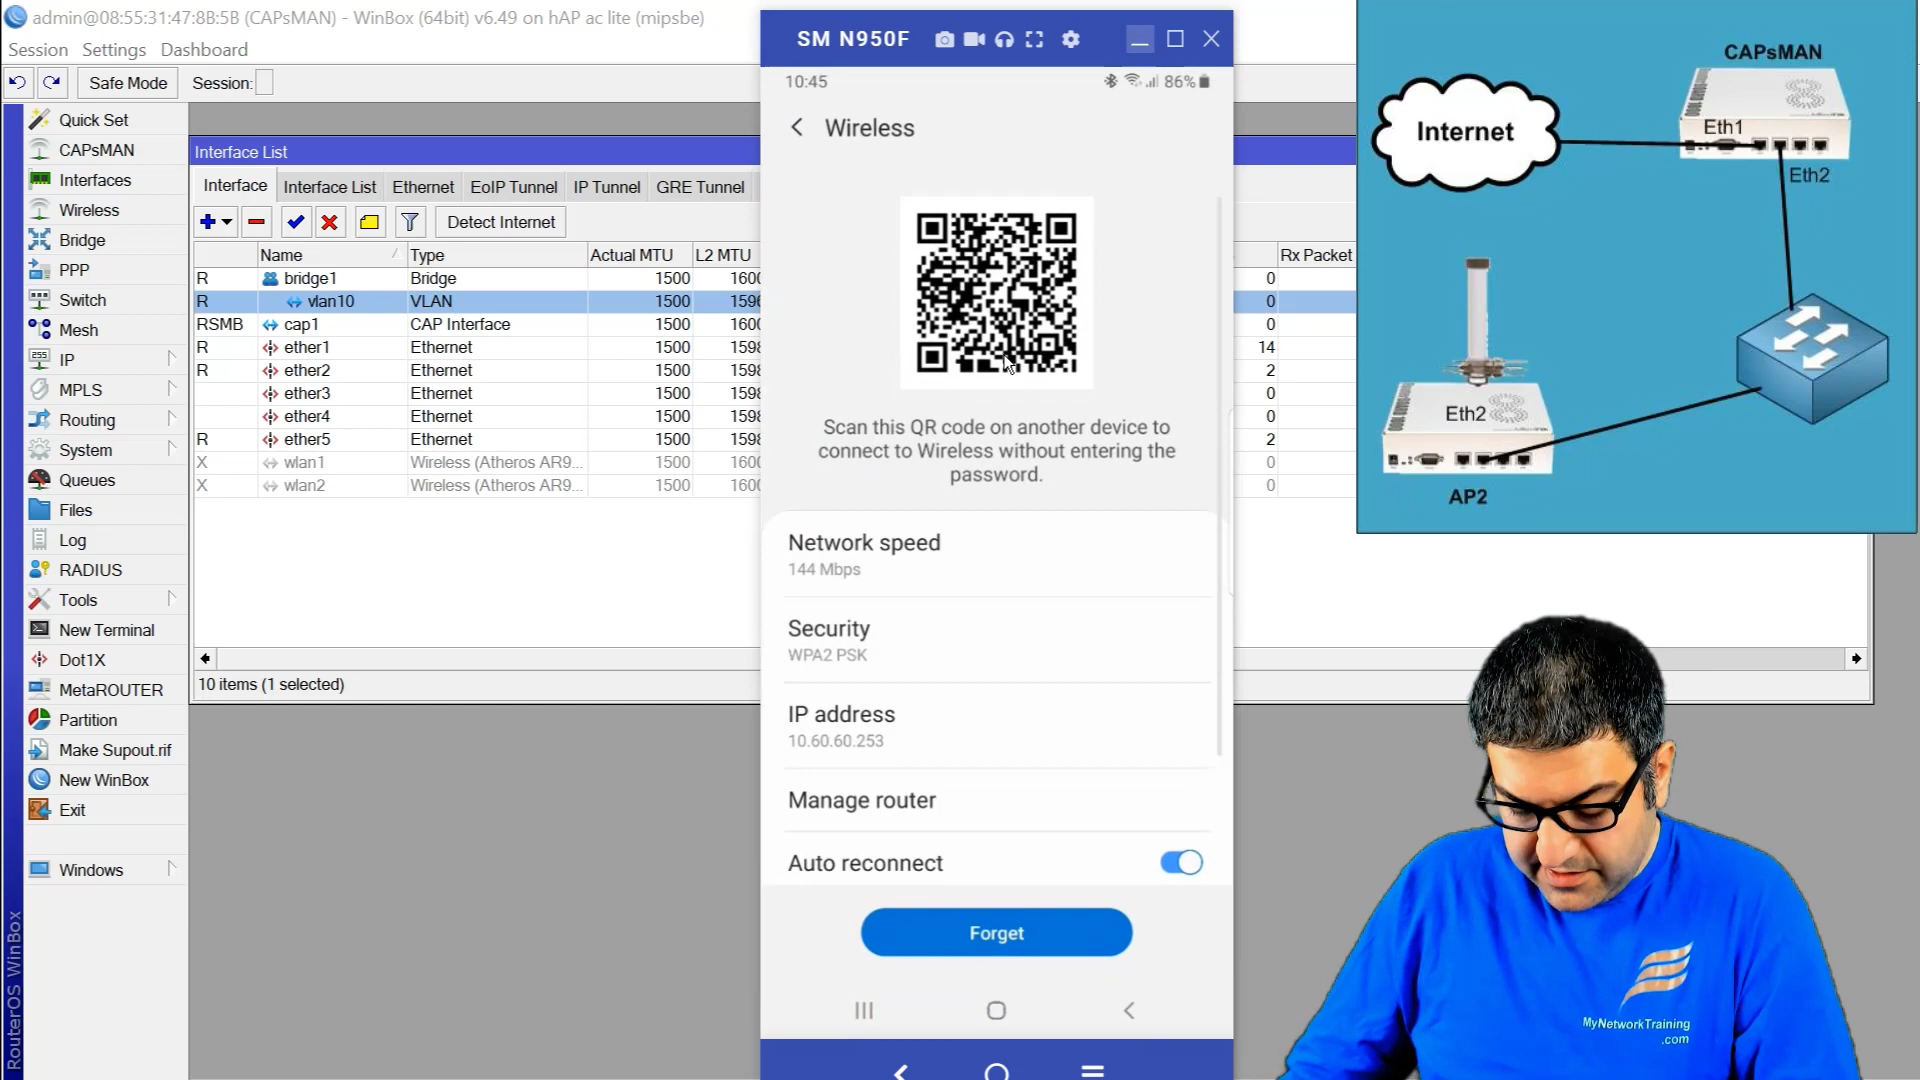 admin@08:55:31:47:8B:5B (CAPsMAN) - WinBox (64bit) v6.49 on hAP ac lite (mipsbe)
Session Settings Dashboard
Safe Mode Session:
Quick Set
CAPsMAN
Interfaces
Wireless
Bridge
PPP
Switch
Mesh
IP
MPLS
Routing
System
Queues
Files
Log
RADIUS
Tools
New Terminal
Dot1X
MetaROUTER
Partition
Make Supout.rif
New WinBox
Exit
Windows
RouterOS WinBox
Interface List
Interface Interface List Ethernet EoIP Tunnel IP Tunnel GRE Tunnel
Detect Internet
Name Type Actual MTU L2 MTU Rx Packet
R bridge1 Bridge 1500 1600 0
R vlan10 VLAN 1500 1596 0
RSMB cap1 CAP Interface 1500 1600 0
R ether1 Ethernet 1500 1598 14
R ether2 Ethernet 1500 1598 2
ether3 Ethernet 1500 1598 0
ether4 Ethernet 1500 1598 0
R ether5 Ethernet 1500 1598 2
X wlan1 Wireless (Atheros AR9... 1500 1600 0
X wlan2 Wireless (Atheros AR9... 1500 1600 0
10 items (1 selected)
SM N950F
10:45 86%
Wireless
Scan this QR code on another device to
connect to Wireless without entering the
password.
Network speed
144 Mbps
Security
WPA2 PSK
IP address
10.60.60.253
Manage router
Auto reconnect
Forget
CAPsMAN
Internet
Eth1
Eth2
Eth2
AP2
MyNetworkTraining
.com